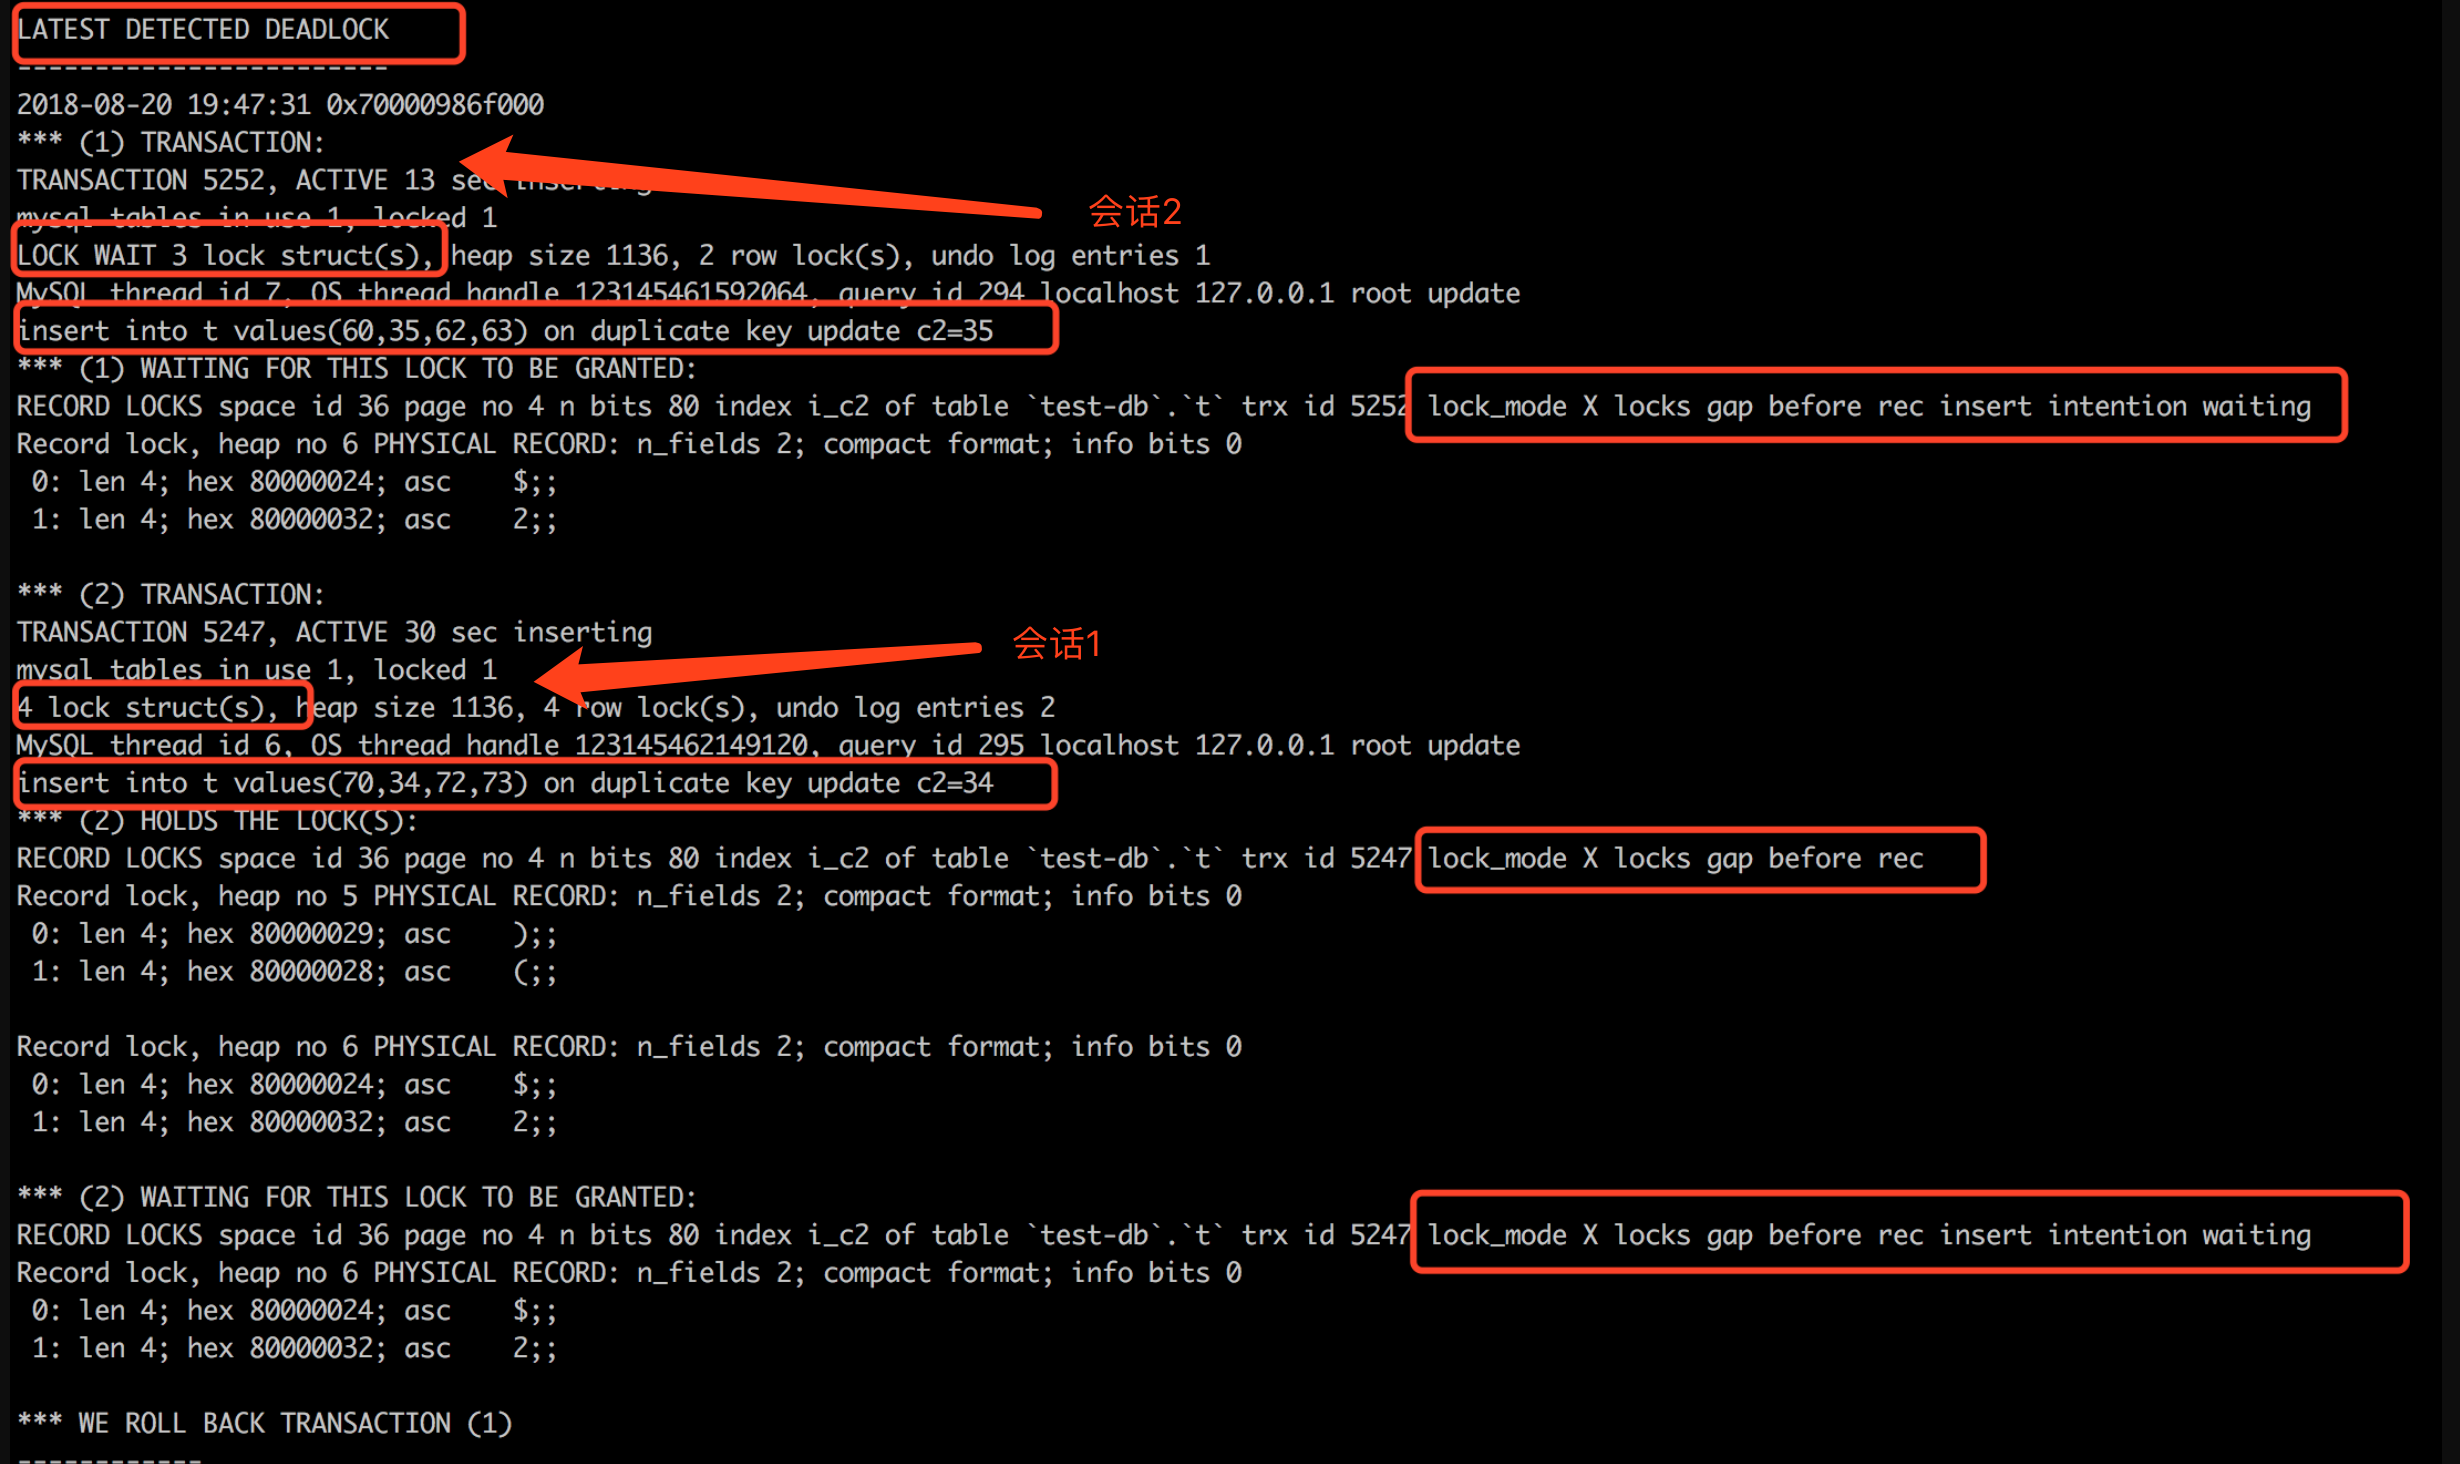 LATEST DETECTED DEADLOCK
------------------------
2018-08-20 19:47:31 0x70000986f000
*** (1) TRANSACTION:
TRANSACTION 5252, ACTIVE 13 sec inserting
会话2
mysql tables in use 1, locked 1
LOCK WAIT 3 lock struct(s), heap size 1136, 2 row lock(s), undo log entries 1
MySQL thread id 7, OS thread handle 123145461592064, query id 294 localhost 127.0.0.1 root update
insert into t values(60,35,62,63) on duplicate key update c2=35
*** (1) WAITING FOR THIS LOCK TO BE GRANTED:
RECORD LOCKS space id 36 page no 4 n bits 80 index i_c2 of table `test-db`.`t` trx id 5252 lock_mode X locks gap before rec insert intention waiting
Record lock, heap no 6 PHYSICAL RECORD: n_fields 2; compact format; info bits 0
 0: len 4; hex 80000024; asc    $;;
 1: len 4; hex 80000032; asc    2;;

*** (2) TRANSACTION:
TRANSACTION 5247, ACTIVE 30 sec inserting
会话1
mysql tables in use 1, locked 1
4 lock struct(s), heap size 1136, 4 row lock(s), undo log entries 2
MySQL thread id 6, OS thread handle 123145462149120, query id 295 localhost 127.0.0.1 root update
insert into t values(70,34,72,73) on duplicate key update c2=34
*** (2) HOLDS THE LOCK(S):
RECORD LOCKS space id 36 page no 4 n bits 80 index i_c2 of table `test-db`.`t` trx id 5247 lock_mode X locks gap before rec
Record lock, heap no 5 PHYSICAL RECORD: n_fields 2; compact format; info bits 0
 0: len 4; hex 80000029; asc    );;
 1: len 4; hex 80000028; asc    (;;

Record lock, heap no 6 PHYSICAL RECORD: n_fields 2; compact format; info bits 0
 0: len 4; hex 80000024; asc    $;;
 1: len 4; hex 80000032; asc    2;;

*** (2) WAITING FOR THIS LOCK TO BE GRANTED:
RECORD LOCKS space id 36 page no 4 n bits 80 index i_c2 of table `test-db`.`t` trx id 5247 lock_mode X locks gap before rec insert intention waiting
Record lock, heap no 6 PHYSICAL RECORD: n_fields 2; compact format; info bits 0
 0: len 4; hex 80000024; asc    $;;
 1: len 4; hex 80000032; asc    2;;

*** WE ROLL BACK TRANSACTION (1)
------------